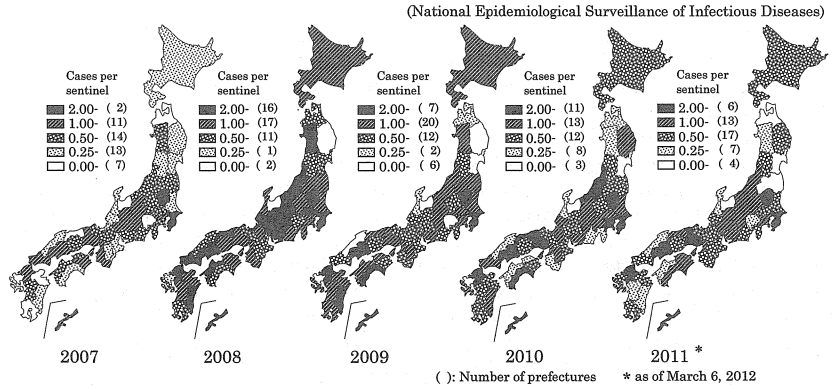 (National Epidemiological Surveillance of Infectious Diseases)
Cases per
sentinel
2.00- ( 2)
1.00- (11)
0.50- (14)
0.25- (13)
0.00- ( 7)
Cases per
sentinel
2.00- (16)
1.00- (17)
0.50- (11)
0.25- ( 1)
0.00- ( 2)
Cases per
sentinel
2.00- ( 7)
1.00- (20)
0.50- (12)
0.25- ( 2)
0.00- ( 6)
Cases per
sentinel
2.00- (11)
1.00- (13)
0.50- (12)
0.25- ( 8)
0.00- ( 3)
Cases per
sentinel
2.00- ( 6)
1.00- (13)
0.50- (17)
0.25- ( 7)
0.00- ( 4)
2007
2008
2009
2010
2011 *
( ): Number of prefectures * as of March 6, 2012